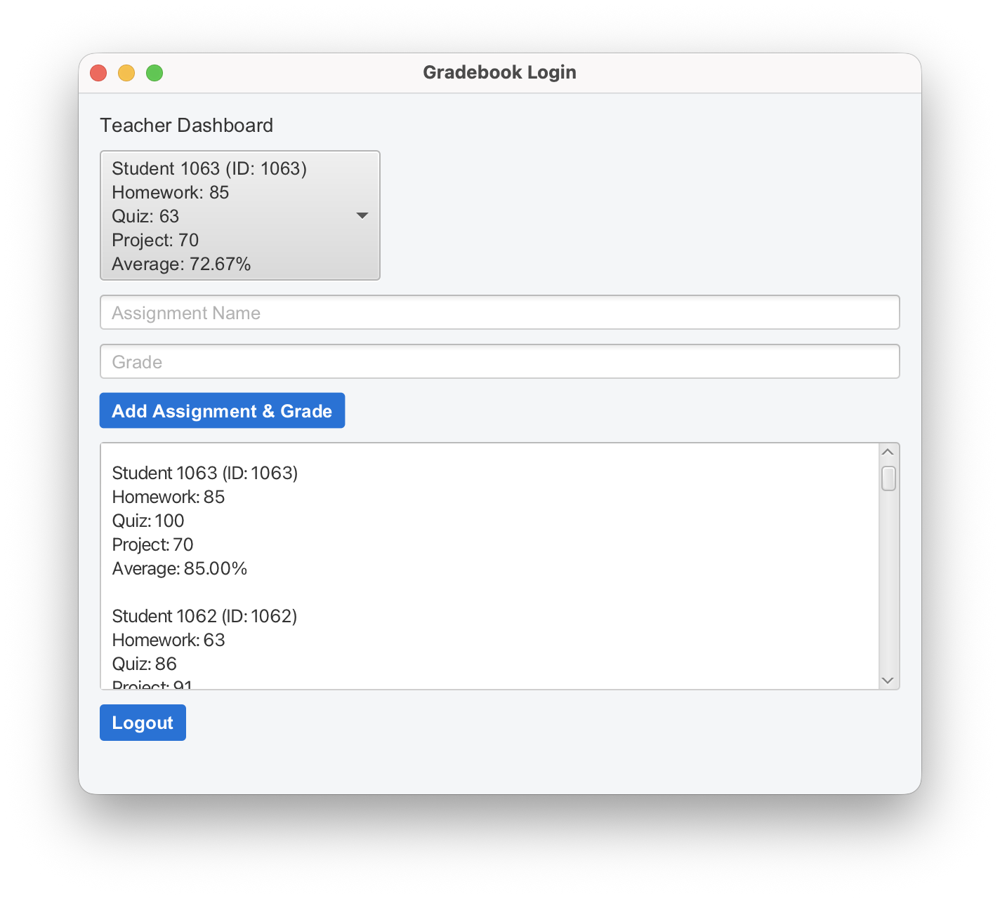 Gradebook Login
Teacher Dashboard
Student 1063 (ID: 1063)
Homework: 85
Quiz: 63
Project: 70
Average: 72.67%
Assignment Name
Grade
Add Assignment & Grade
Student 1063 (ID: 1063)
Homework: 85
Quiz: 100
Project: 70
Average: 85.00%
Student 1062 (ID: 1062)
Homework: 63
Quiz: 86
Project: 91
Logout